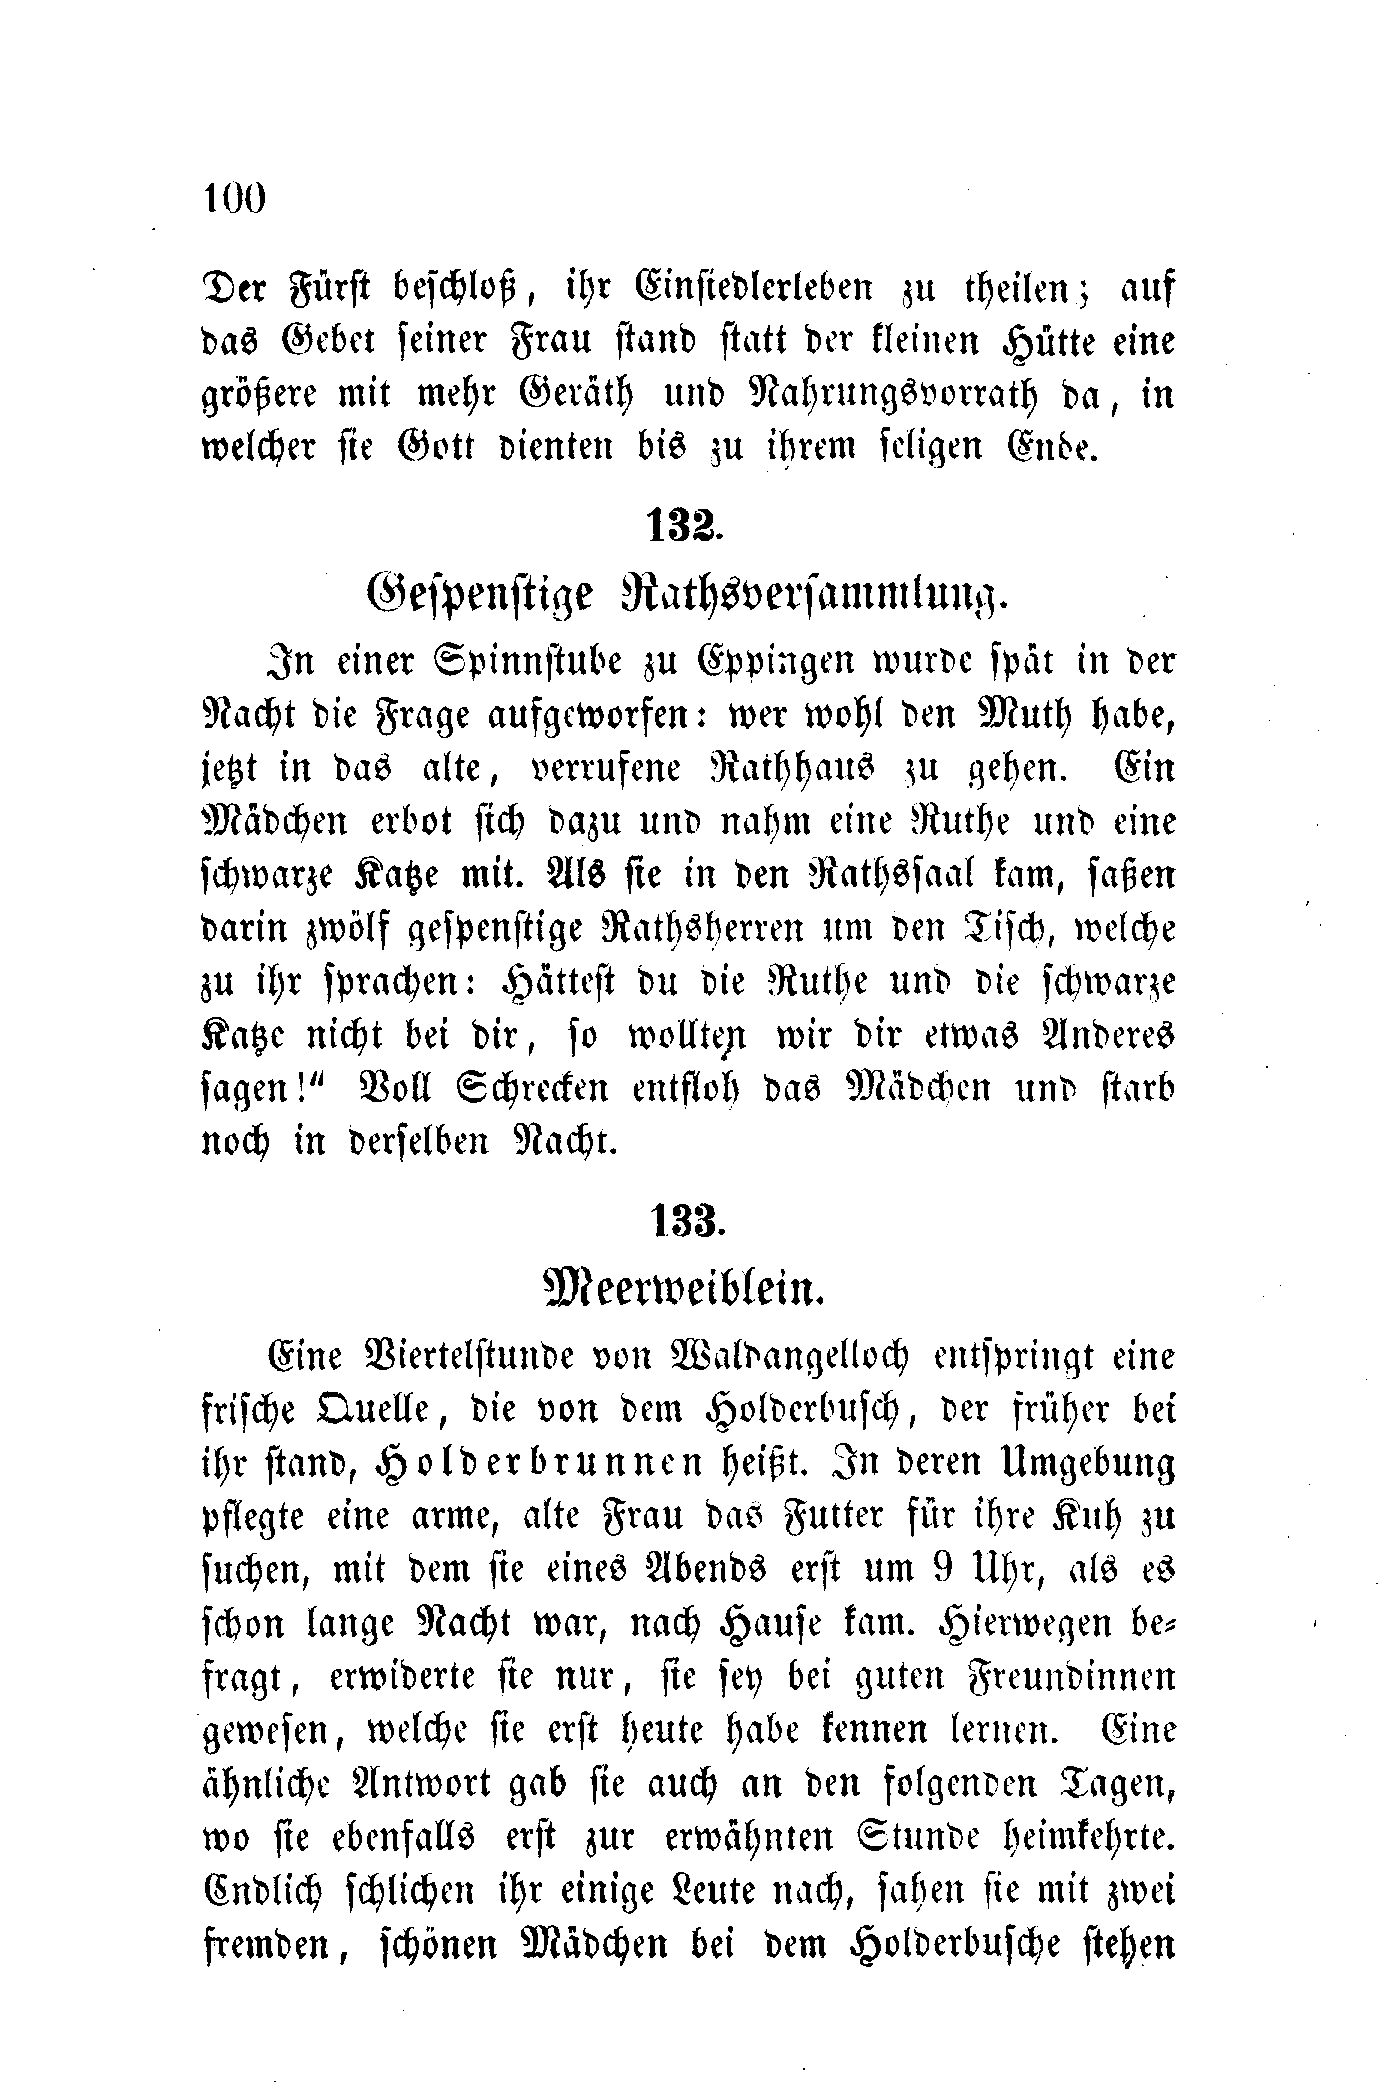 100
Der Fürst beschloß, ihr Einsiedlerleben zu theilen; auf
das Gebet seiner Frau stand statt der kleinen Hütte eine
größere mit mehr Geräth und Nahrungsvorrath da, in
welcher sie Gott dienten bis zu ihrem seligen Ende.
132.
Gespenstige Rathsversammlung.
In einer Spinnstube zu Eppingen wurde spät in der
Nacht die Frage aufgeworfen: wer wohl den Muth habe,
jetzt in das alte, verrufene Rathhaus zu gehen. Ein
Mädchen erbot sich dazu und nahm eine Ruthe und eine
schwarze Katze mit. Als sie in den Rathssaal kam, saßen
darin zwölf gespenstige Rathsherren um den Tisch, welche
zu ihr sprachen: Hättest du die Ruthe und die schwarze
Katze nicht bei dir, so wollten wir dir etwas Anderes
sagen!“ Voll Schrecken entfloh das Mädchen und starb
noch in derselben Nacht.
133.
Meerweiblein.
Eine Viertelstunde von Waldangelloch entspringt eine
frische Quelle, die von dem Holderbusch, der früher bei
ihr stand, Holderbrunnen heißt. In deren Umgebung
pflegte eine arme, alte Frau das Futter für ihre Kuh zu
suchen, mit dem sie eines Abends erst um 9 Uhr, als es
schon lange Nacht war, nach Hause kam. Hierwegen be-
fragt, erwiderte sie nur, sie sey bei guten Freundinnen
gewesen, welche sie erst heute habe kennen lernen. Eine
ähnliche Antwort gab sie auch an den folgenden Tagen,
wo sie ebenfalls erst zur erwähnten Stunde heimkehrte.
Endlich schlichen ihr einige Leute nach, sahen sie mit zwei
fremden, schönen Mädchen bei dem Holderbusche stehen